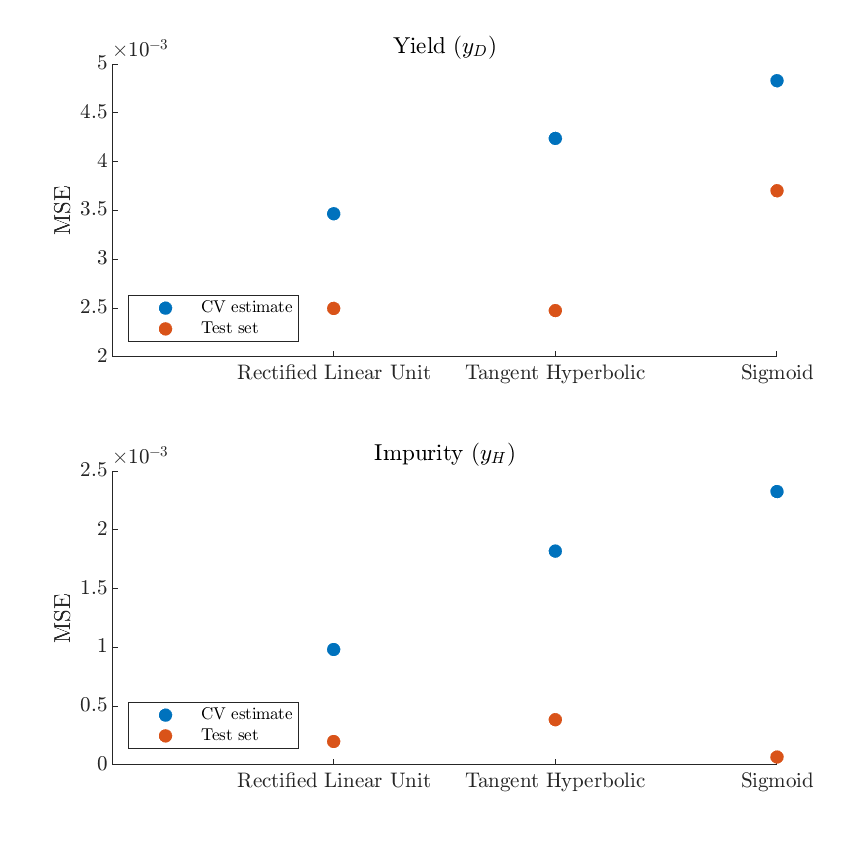 Yield (y_D)
×10⁻³
5
4.5
4
3.5
3
2.5
2
MSE
CV estimate
Test set
Rectified Linear Unit Tangent Hyperbolic Sigmoid
Impurity (y_H)
×10⁻³
2.5
2
1.5
1
0.5
0
MSE
CV estimate
Test set
Rectified Linear Unit Tangent Hyperbolic Sigmoid